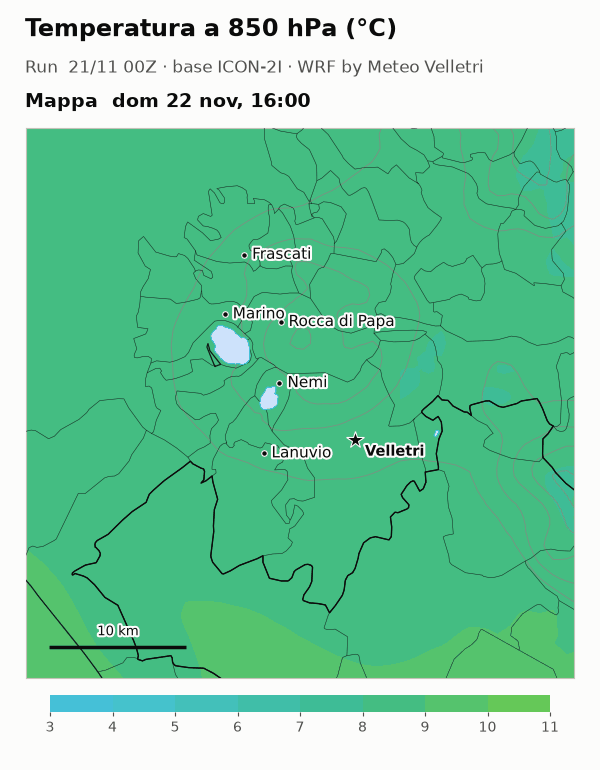 Temperatura a 850 hPa (°C)
Run 21/11 00Z · base ICON-2I · WRF by Meteo Velletri
Mappa dom 22 nov, 16:00
Frascati
Marino
Rocca di Papa
Nemi
Velletri
Lanuvio
10 km
3 4 5 6 7 8 9 10 11